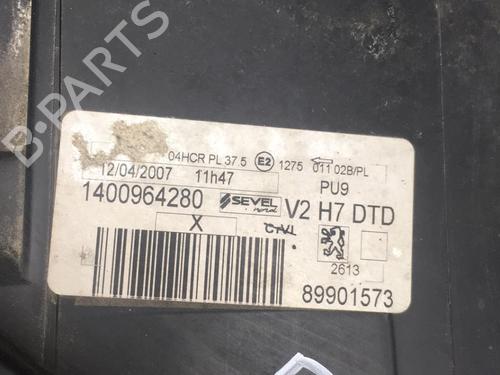 B-PARTS
04HCR PL 37.5 E2 1275 011 02B/PL
12/04/2007 11h47 PU9
1400964280 SEVEL nord V2 H7 DTD
X
2613
89901573